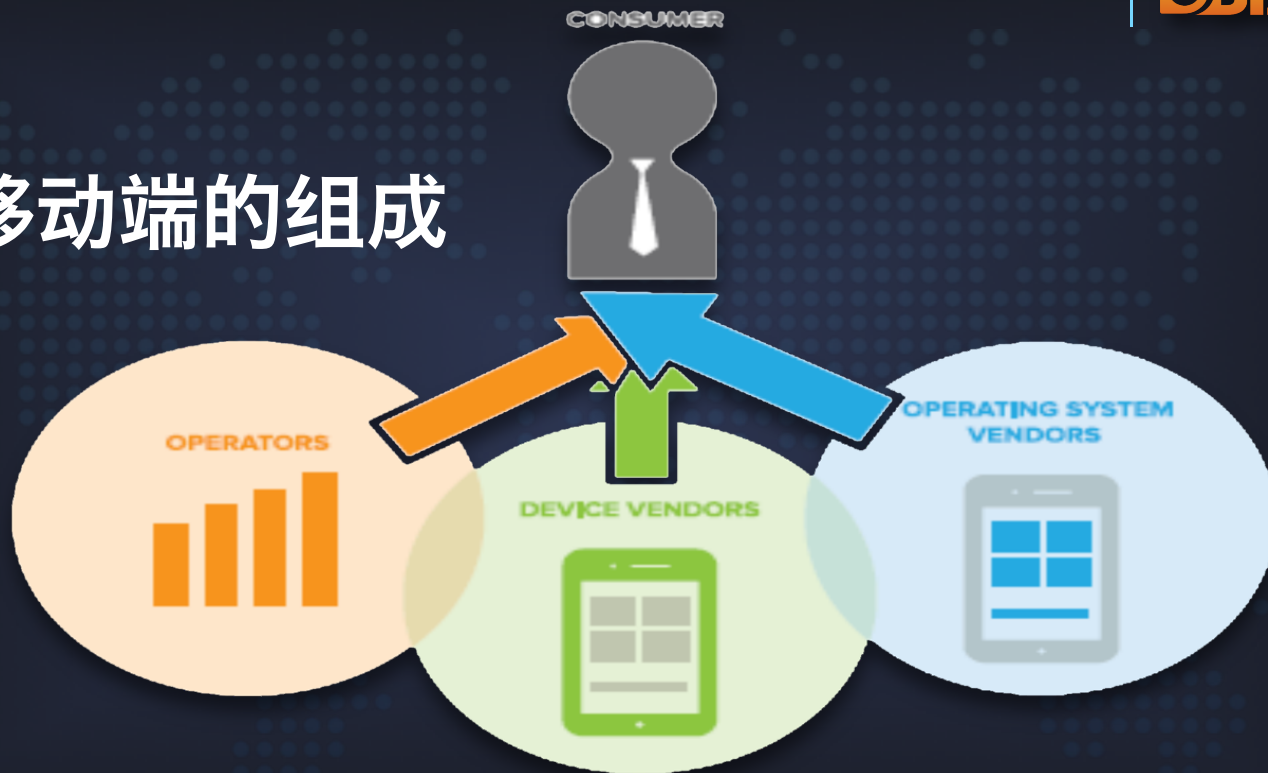 CONSUMER
移动端的组成
OPERATORS
OPERATING SYSTEM
VENDORS
DEVICE VENDORS